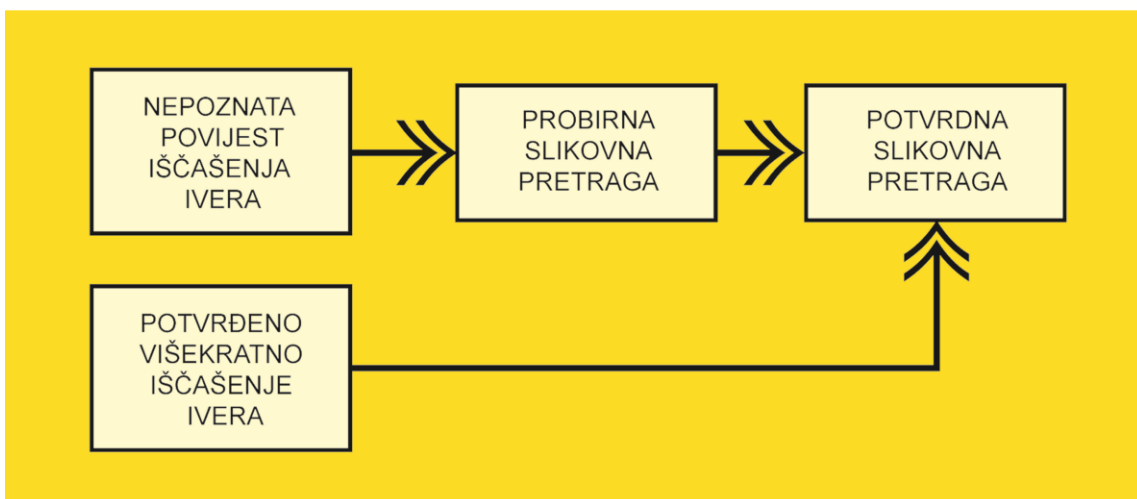 NEPOZNATA
POVIJEST
IŠČAŠENJA
IVERA
PROBIRNA
SLIKOVNA
PRETRAGA
POTVRDNA
SLIKOVNA
PRETRAGA
POTVRĐENO
VIŠEKRATNO
IŠČAŠENJE
IVERA